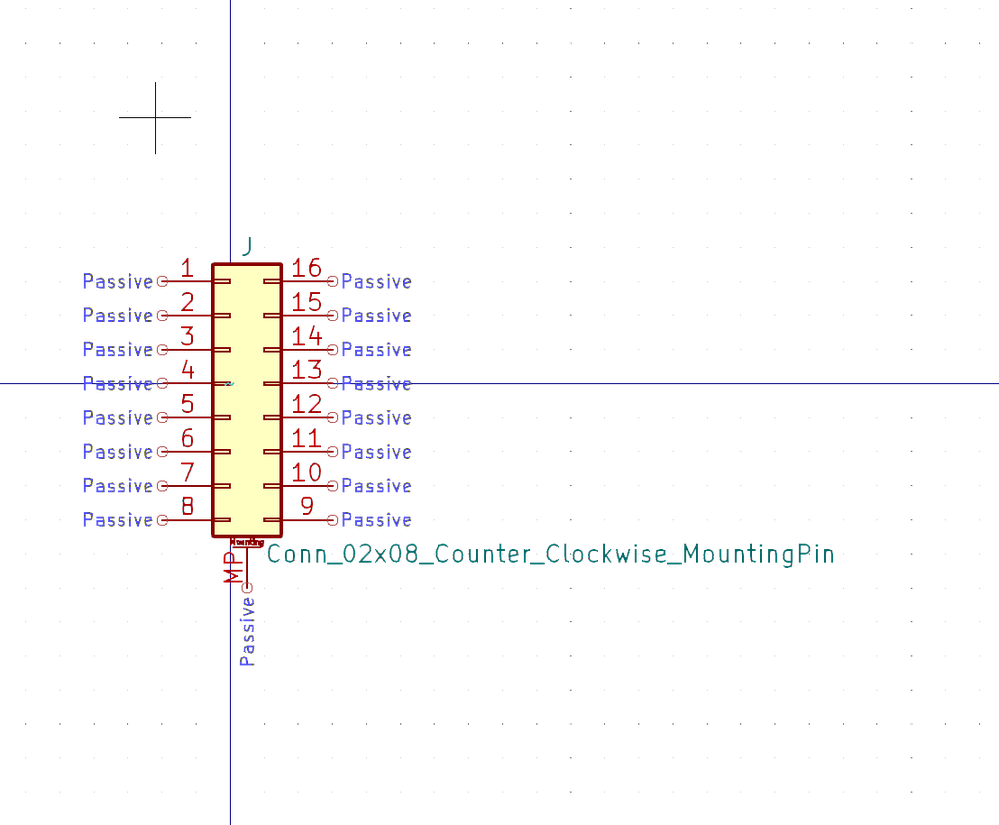 J
Passive 1 16 Passive
Passive 2 15 Passive
Passive 3 14 Passive
Passive 4 13 Passive
Passive 5 12 Passive
Passive 6 11 Passive
Passive 7 10 Passive
Passive 8 9 Passive
Mounting
Conn_02x08_Counter_Clockwise_MountingPin
MP
Passive